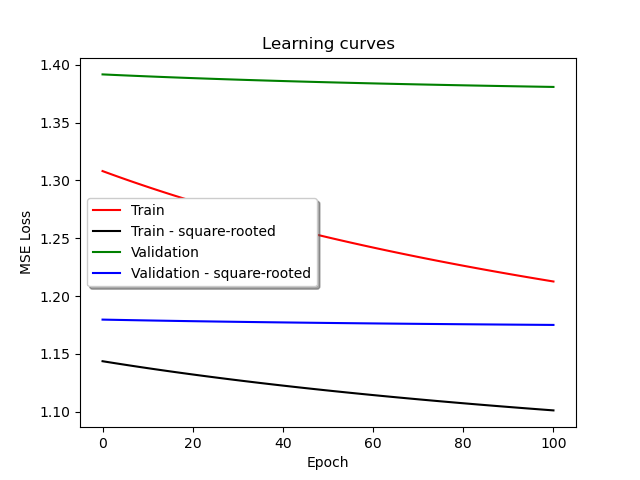 Learning curves
1.40
1.35
1.30
1.25
1.20
1.15
1.10
MSE Loss
Train
Train - square-rooted
Validation
Validation - square-rooted
0 20 40 60 80 100
Epoch